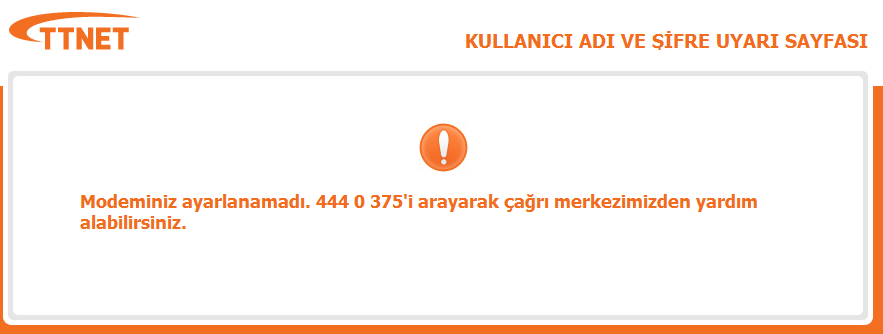 TTNET
KULLANICI ADI VE ŞİFRE UYARI SAYFASI
Modeminiz ayarlanamadı. 444 0 375'i arayarak çağrı merkezimizden yardım
alabilirsiniz.